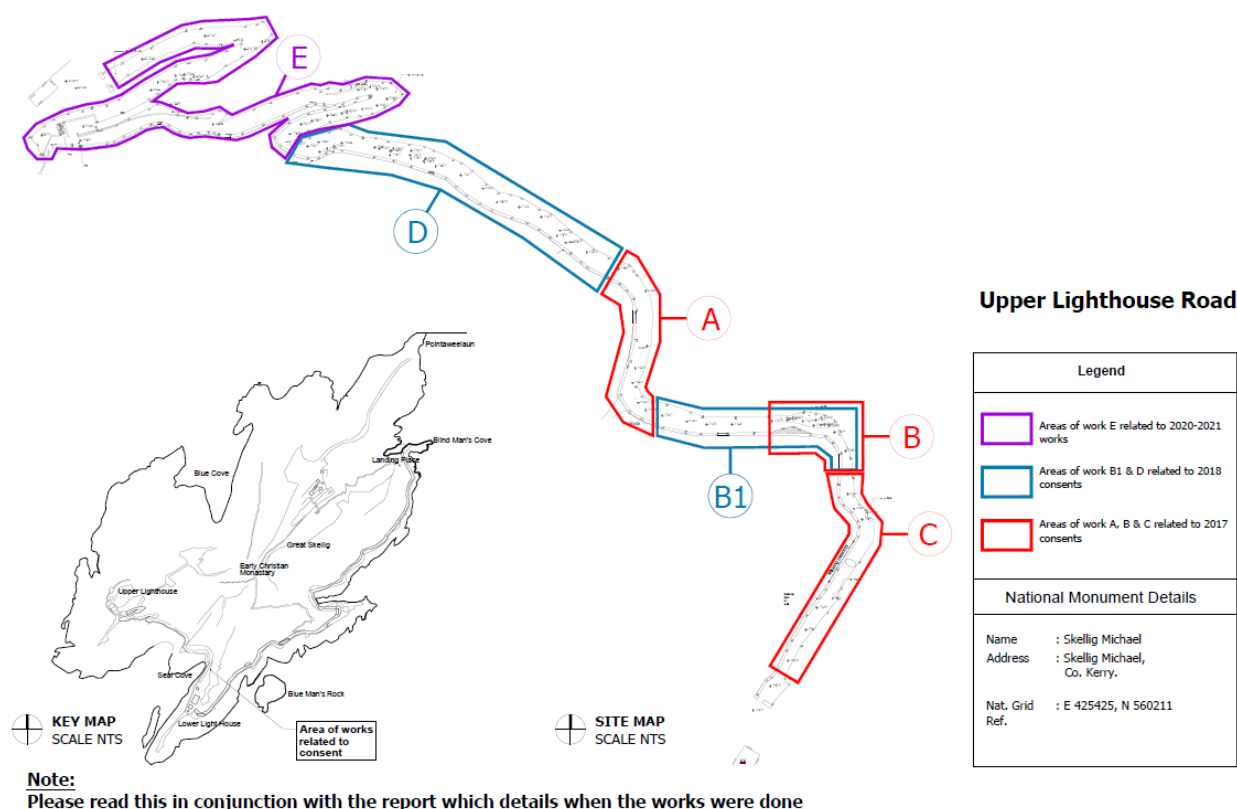 E
D
A
B
B1
C
Upper Lighthouse Road
Legend
Areas of work E related to 2020-2021
works
Areas of work B1 & D related to 2018
consents
Areas of work A, B & C related to 2017
consents
National Monument Details
Name : Skellig Michael
Address : Skellig Michael,
Co. Kerry.
Nat. Grid : E 425425, N 560211
Ref.
Pointaweelaun
Blind Man's Cove
Landing Place
Blue Cove
Great Skellig
Early Christian
Monastary
Upper Lighthouse
Seal Cove
Blue Man's Rock
Lower Light House
Area of works
related to
consent
KEY MAP
SCALE NTS
SITE MAP
SCALE NTS
Note:
Please read this in conjunction with the report which details when the works were done